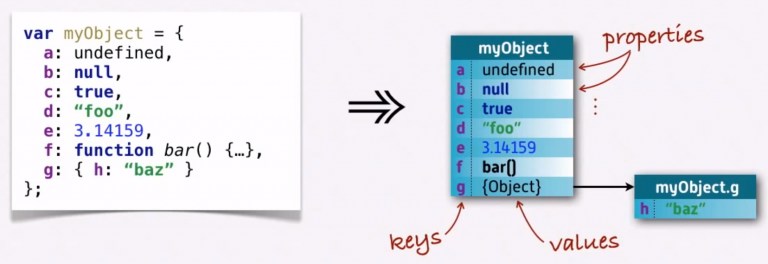 var myObject = {
a: undefined,
b: null,
c: true,
d: “foo”,
e: 3.14159,
f: function bar() {…},
g: { h: “baz” }
};
myObject
a undefined
b null
c true
d “foo”
e 3.14159
f bar()
g {Object}
properties
⋮
myObject.g
h “baz”
keys
values